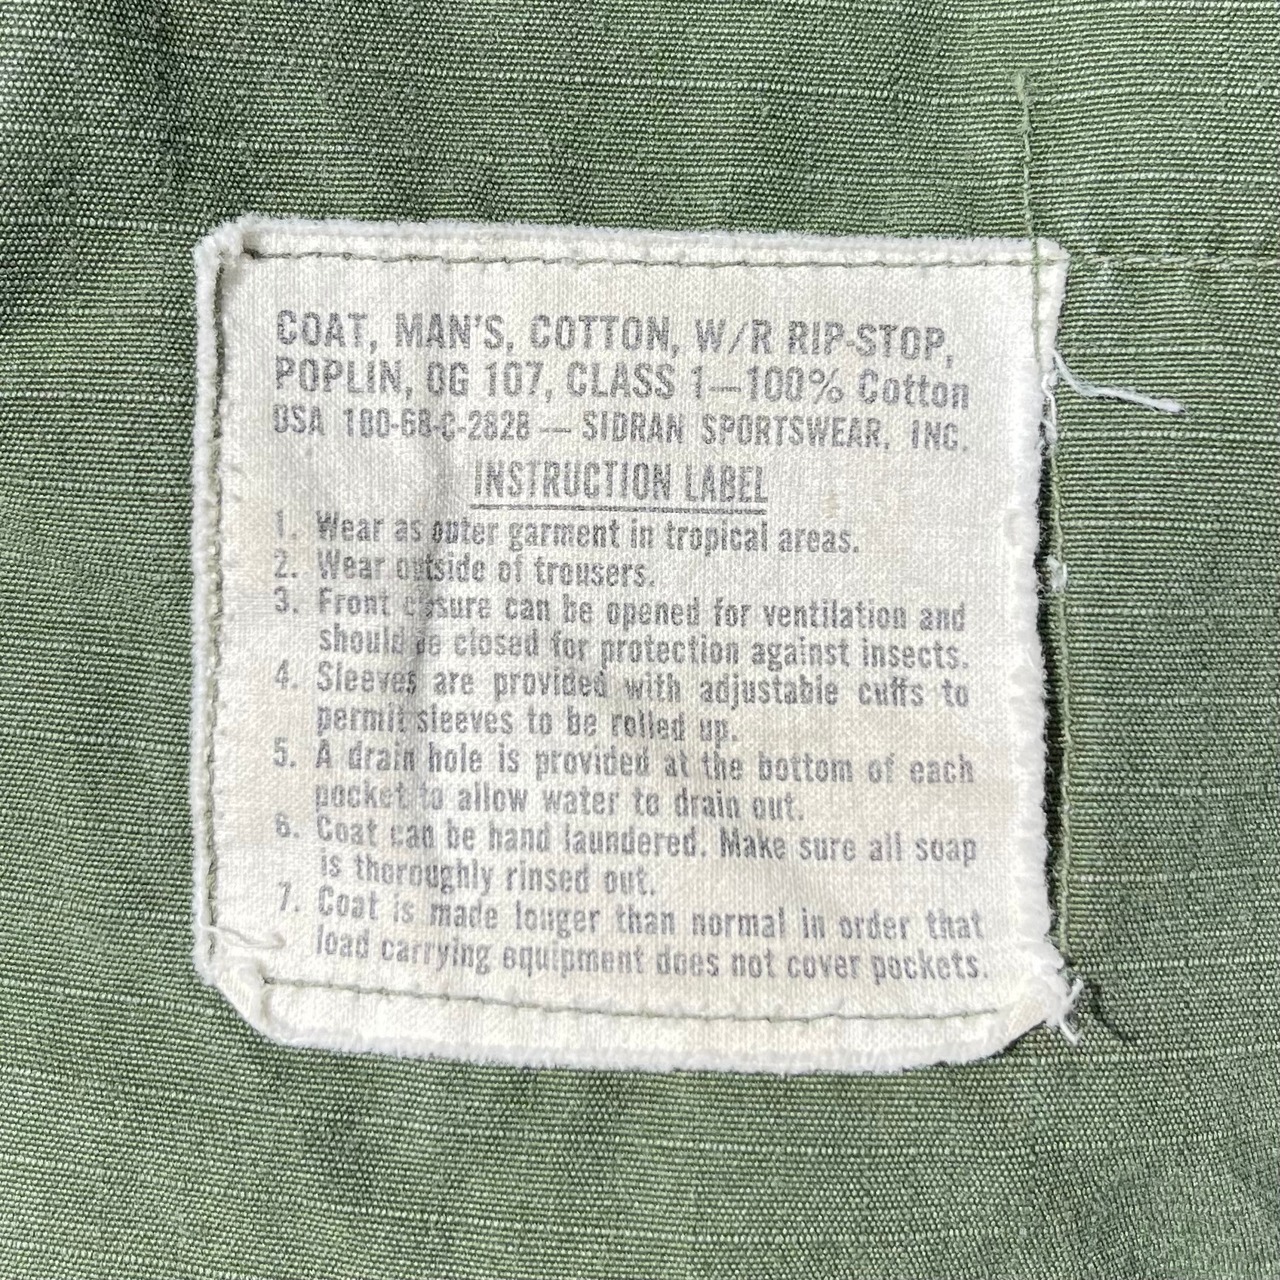 COAT, MAN'S, COTTON, W/R RIP-STOP,
POPLIN, OG 107, CLASS 1—100% Cotton
DSA 100-68-C-2828 — SIDRAN SPORTSWEAR, INC.
INSTRUCTION LABEL
1. Wear as outer garment in tropical areas.
2. Wear outside of trousers.
3. Front closure can be opened for ventilation and
should be closed for protection against insects.
4. Sleeves are provided with adjustable cuffs to
permit sleeves to be rolled up.
5. A drain hole is provided at the bottom of each
pocket to allow water to drain out.
6. Coat can be hand laundered. Make sure all soap
is thoroughly rinsed out.
7. Coat is made longer than normal in order that
load carrying equipment does not cover pockets.